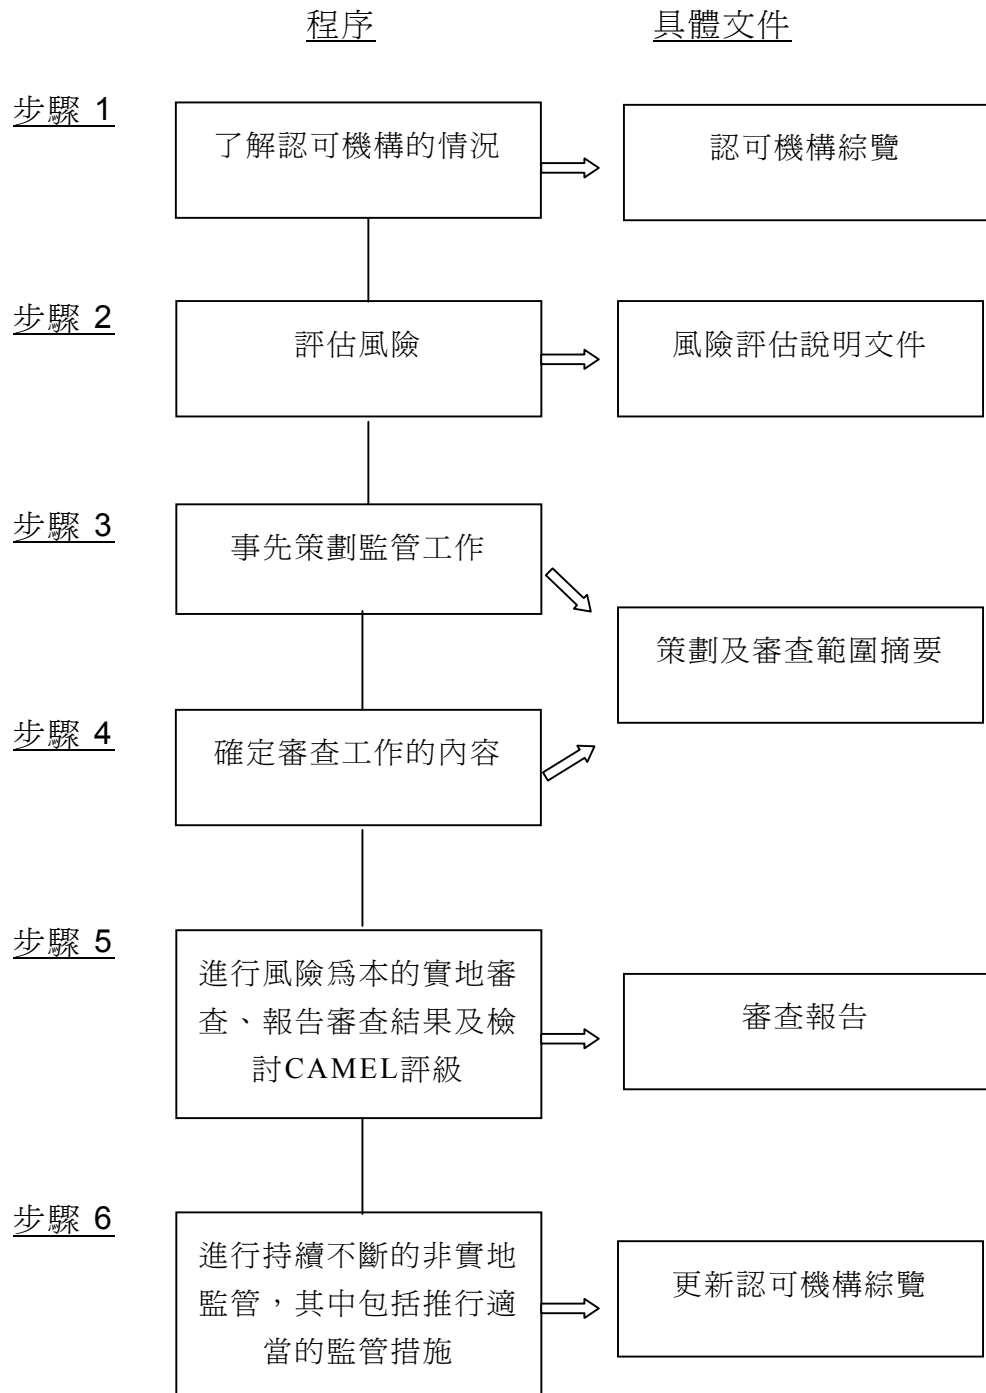 程序
具體文件
步驟 1
了解認可機構的情況
認可機構綜覽
步驟 2
評估風險
風險評估說明文件
步驟 3
事先策劃監管工作
策劃及審查範圍摘要
步驟 4
確定審查工作的內容
步驟 5
進行風險為本的實地審
查、報告審查結果及檢
討CAMEL評級
審查報告
步驟 6
進行持續不斷的非實地
監管，其中包括推行適
當的監管措施
更新認可機構綜覽